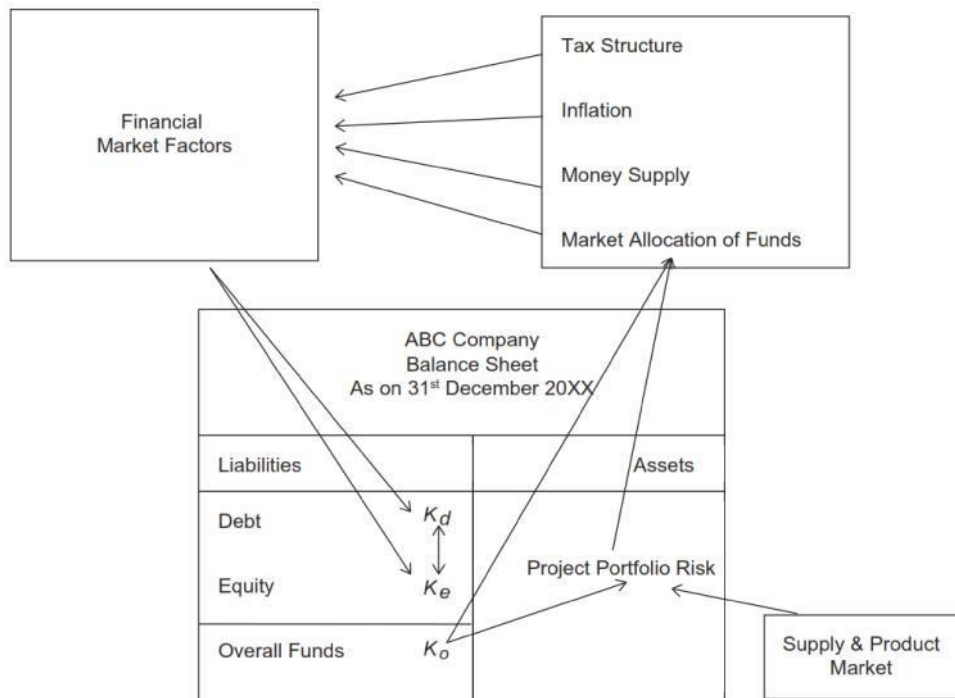 Financial
Market Factors
Tax Structure
Inflation
Money Supply
Market Allocation of Funds
ABC Company
Balance Sheet
As on 31st December 20XX
Liabilities
Assets
Debt
Kd
Equity
Ke
Project Portfolio Risk
Overall Funds
Ko
Supply & Product
Market